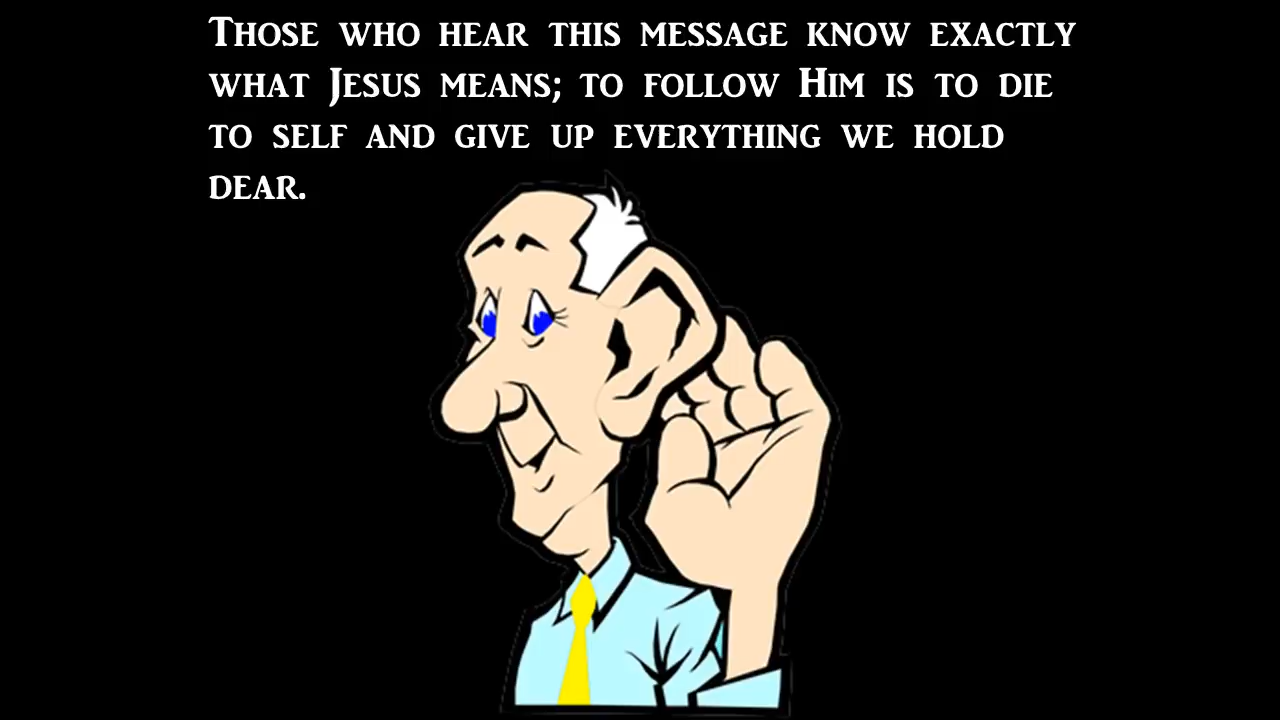 Those who hear this message know exactly
what Jesus means; to follow Him is to die
to self and give up everything we hold
dear.